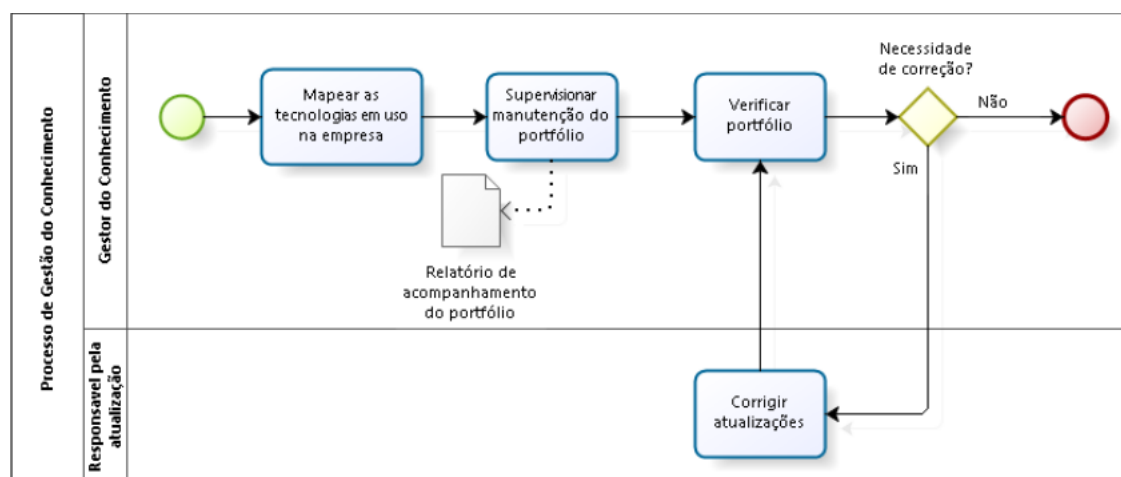 Processo de Gestão do Conhecimento
Gestor do Conhecimento
Mapear as
tecnologias em uso
na empresa
Supervisionar
manutenção do
portfólio
Verificar
portfólio
Necessidade
de correção?
Não
Sim
Relatório de
acompanhamento
do portfólio
Responsavel pela
atualização
Corrigir
atualizações